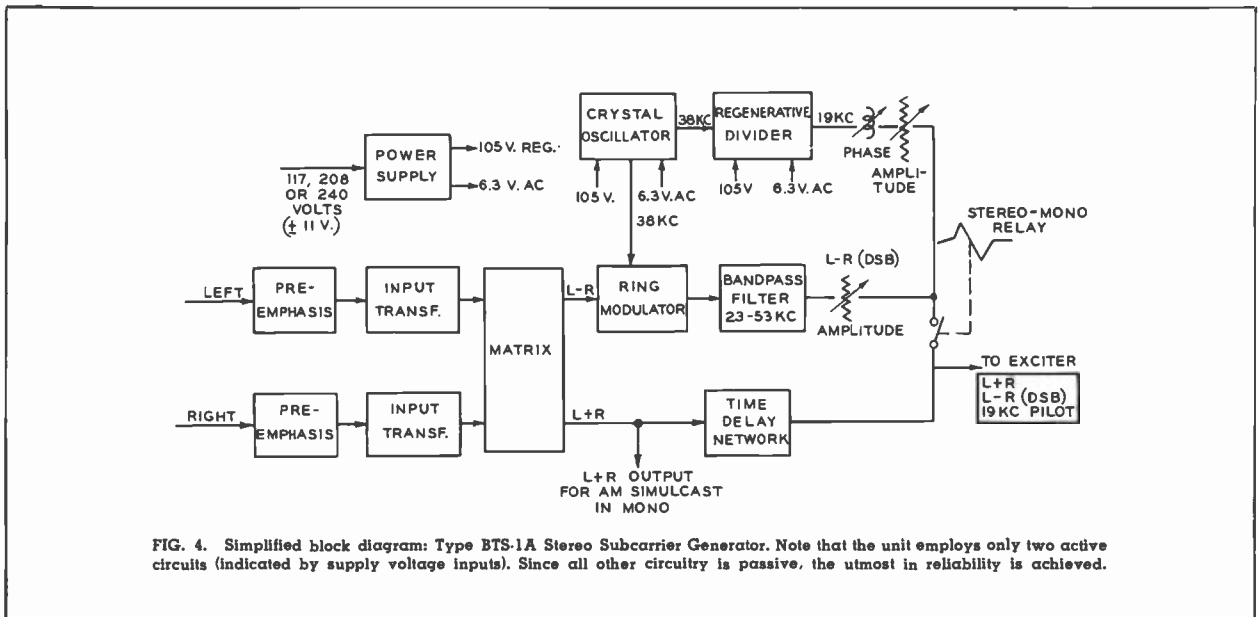 CRYSTAL
OSCILLATOR
38KC
REGENERATIVE
DIVIDER
19KC
PHASE
AMPLI-
TUDE
POWER
SUPPLY
105 V. REG.
6.3 V. AC
117, 208
OR 240
VOLTS
(± 11 V.)
105 V.
6.3 V. AC
38KC
105 V
6.3 V. AC
STEREO-MONO
RELAY
LEFT
PRE-
EMPHASIS
INPUT
TRANSF.
MATRIX
L-R
RING
MODULATOR
BANDPASS
FILTER
23-53 KC
L-R (DSB)
AMPLITUDE
TO EXCITER
L+R
L-R (DSB)
19 KC PILOT
RIGHT
PRE-
EMPHASIS
INPUT
TRANSF.
L+R
TIME
DELAY
NETWORK
L+R OUTPUT
FOR AM SIMULCAST
IN MONO
FIG. 4. Simplified block diagram: Type BTS-1A Stereo Subcarrier Generator. Note that the unit employs only two active
circuits (indicated by supply voltage inputs). Since all other circuitry is passive, the utmost in reliability is achieved.